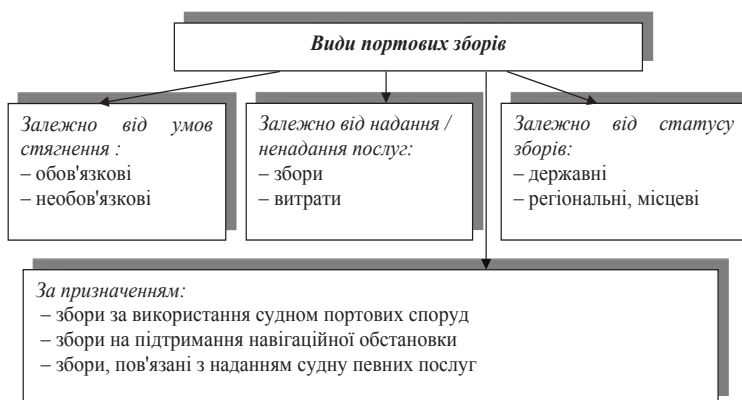 Види портових зборів
Залежно від умов
стягнення :
– обов'язкові
– необов'язкові
Залежно від надання /
ненадання послуг:
– збори
– витрати
Залежно від статусу
зборів:
– державні
– регіональні, місцеві
За призначенням:
– збори за використання судном портових споруд
– збори на підтримання навігаційної обстановки
– збори, пов'язані з наданням судну певних послуг